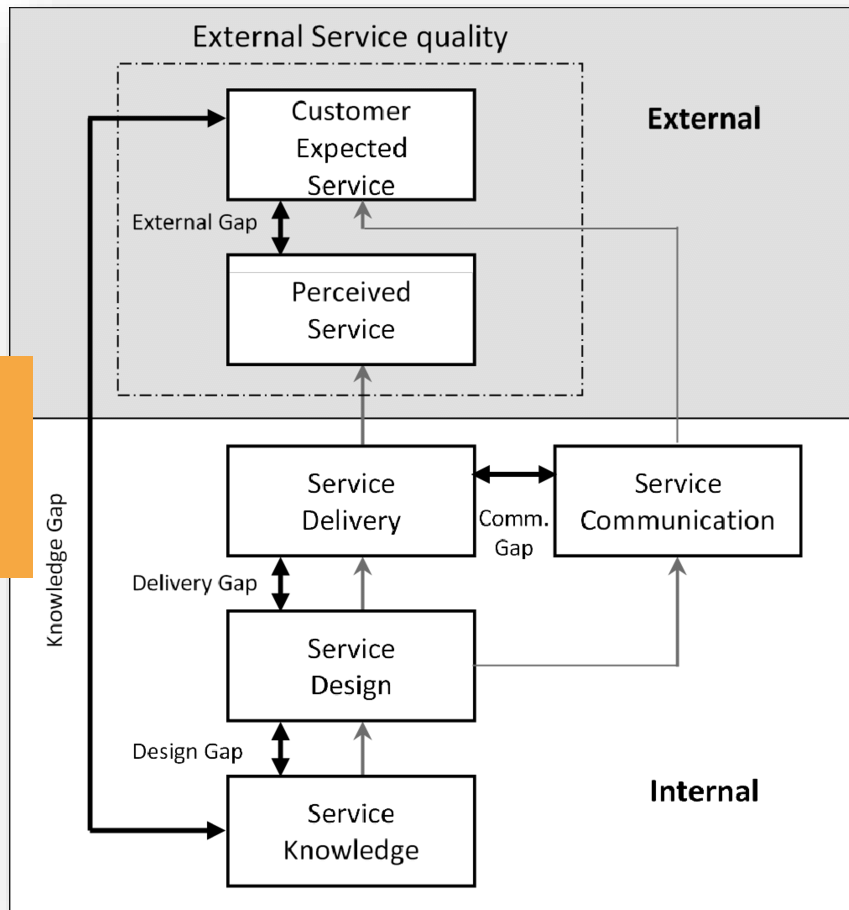 External Service quality
Customer
Expected
Service
External
External Gap
Perceived
Service
Service
Delivery
Comm.
Gap
Service
Communication
Knowledge Gap
Delivery Gap
Service
Design
Design Gap
Internal
Service
Knowledge